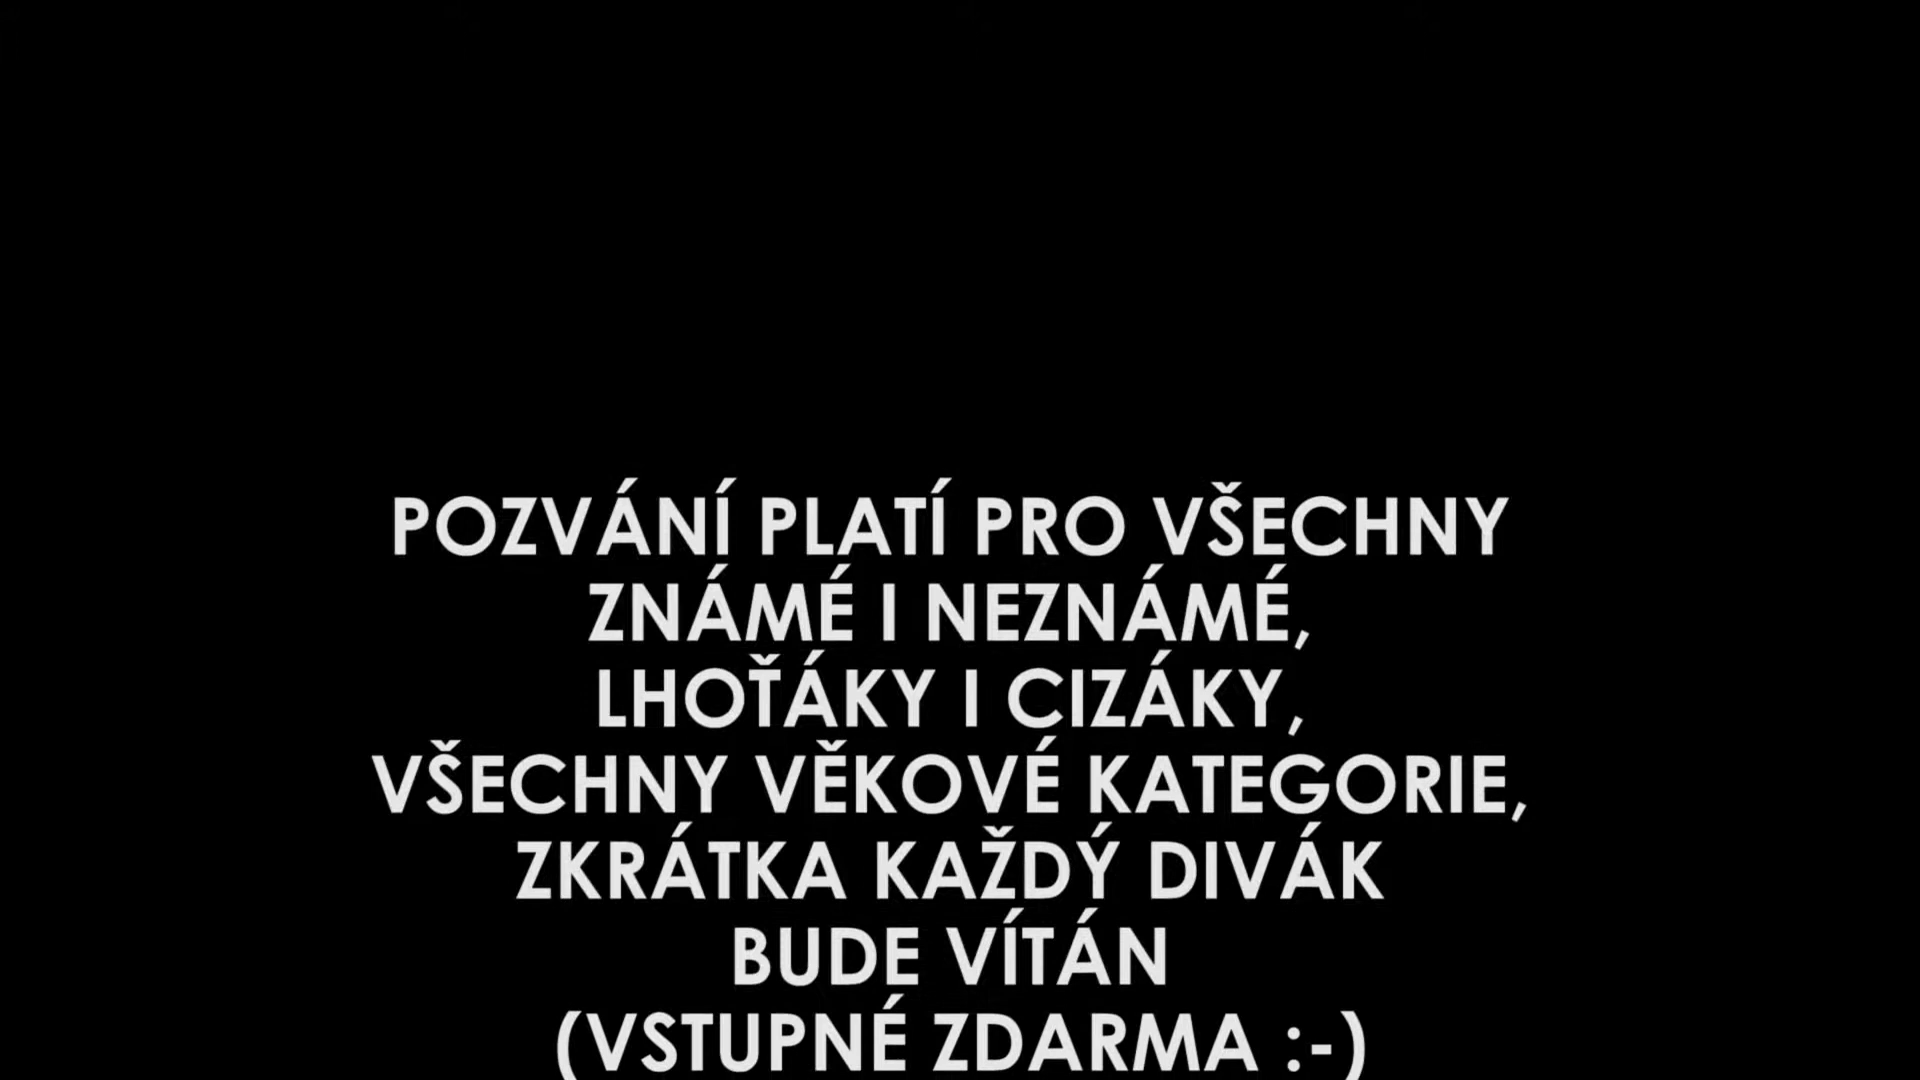 POZVÁNÍ PLATÍ PRO VŠECHNY
ZNÁMÉ I NEZNÁMÉ,
LHOŤÁKY I CIZÁKY,
VŠECHNY VĚKOVÉ KATEGORIE,
ZKRÁTKA KAŽDÝ DIVÁK
BUDE VÍTÁN
(VSTUPNÉ ZDARMA :-)